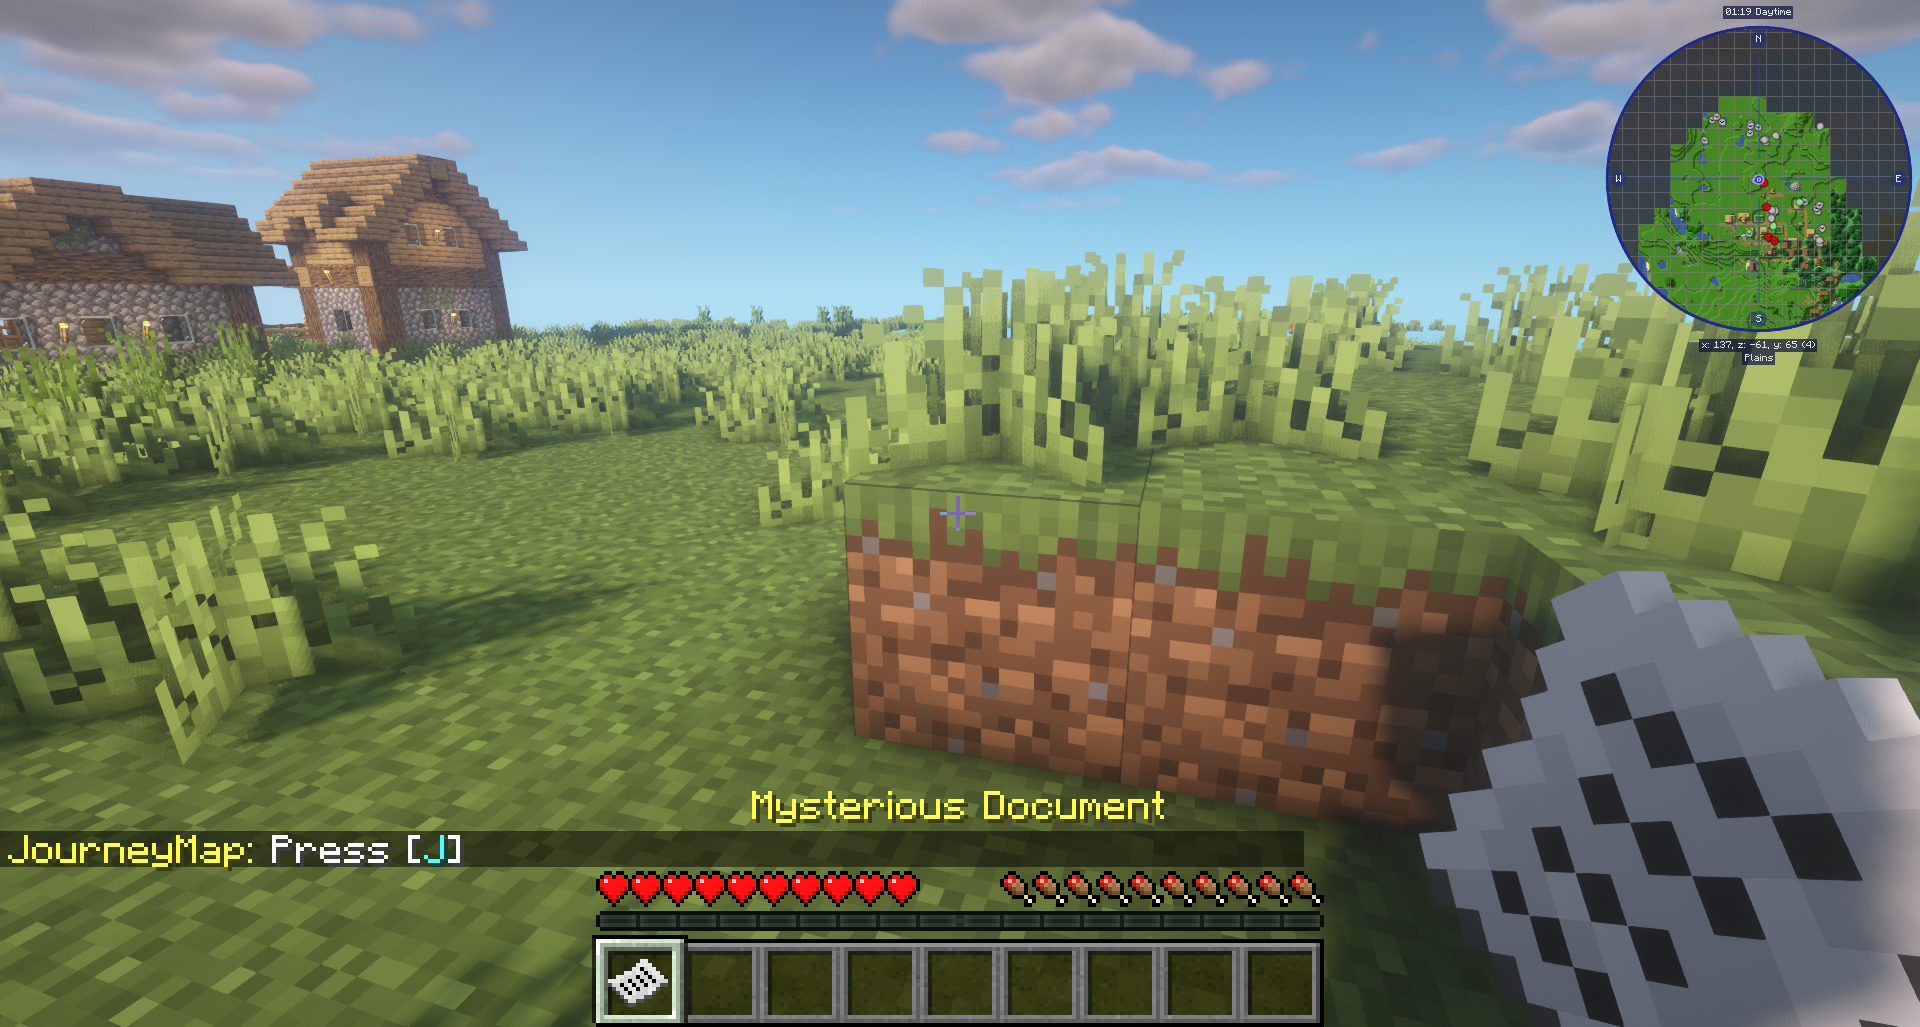 01:19 Daytime
N
W
E
S
x: 137, z: -61, y: 65 (4)
Plains
Mysterious Document
JourneyMap: Press [J]